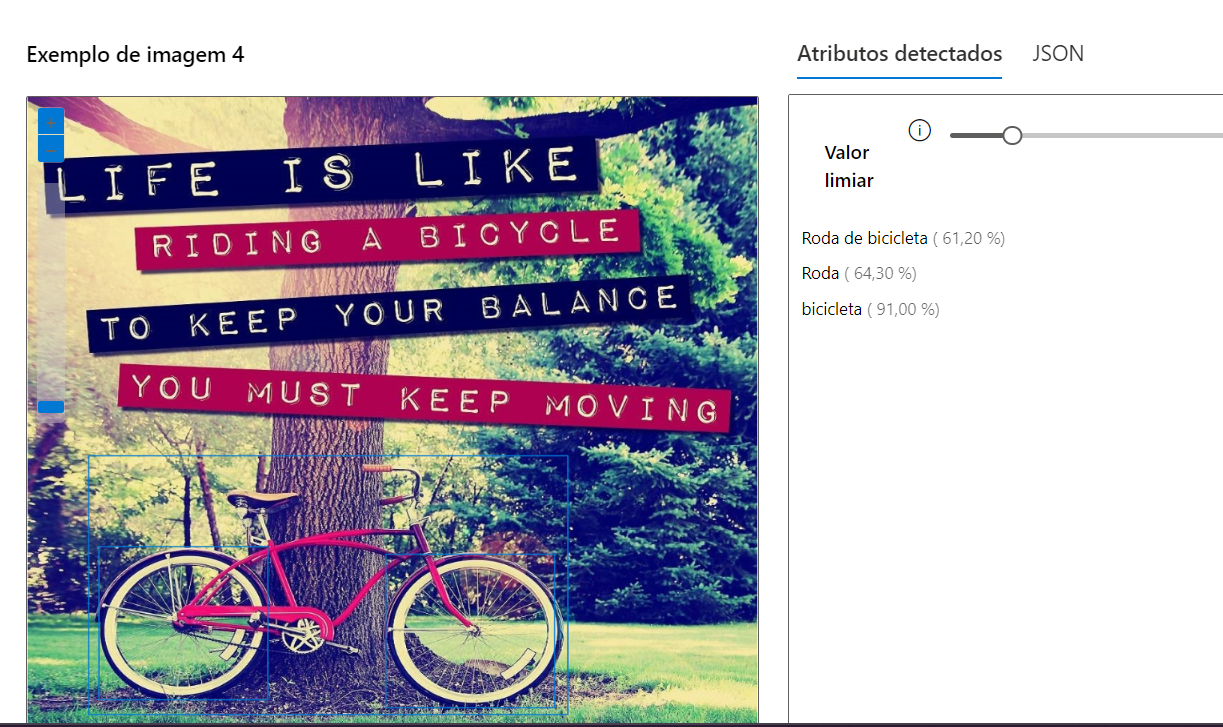 Exemplo de imagem 4
Atributos detectados JSON
Valor
limiar
Roda de bicicleta ( 61,20 %)
Roda ( 64,30 %)
bicicleta ( 91,00 %)
LIFE IS LIKE
RIDING A BICYCLE
TO KEEP YOUR BALANCE
YOU MUST KEEP MOVING